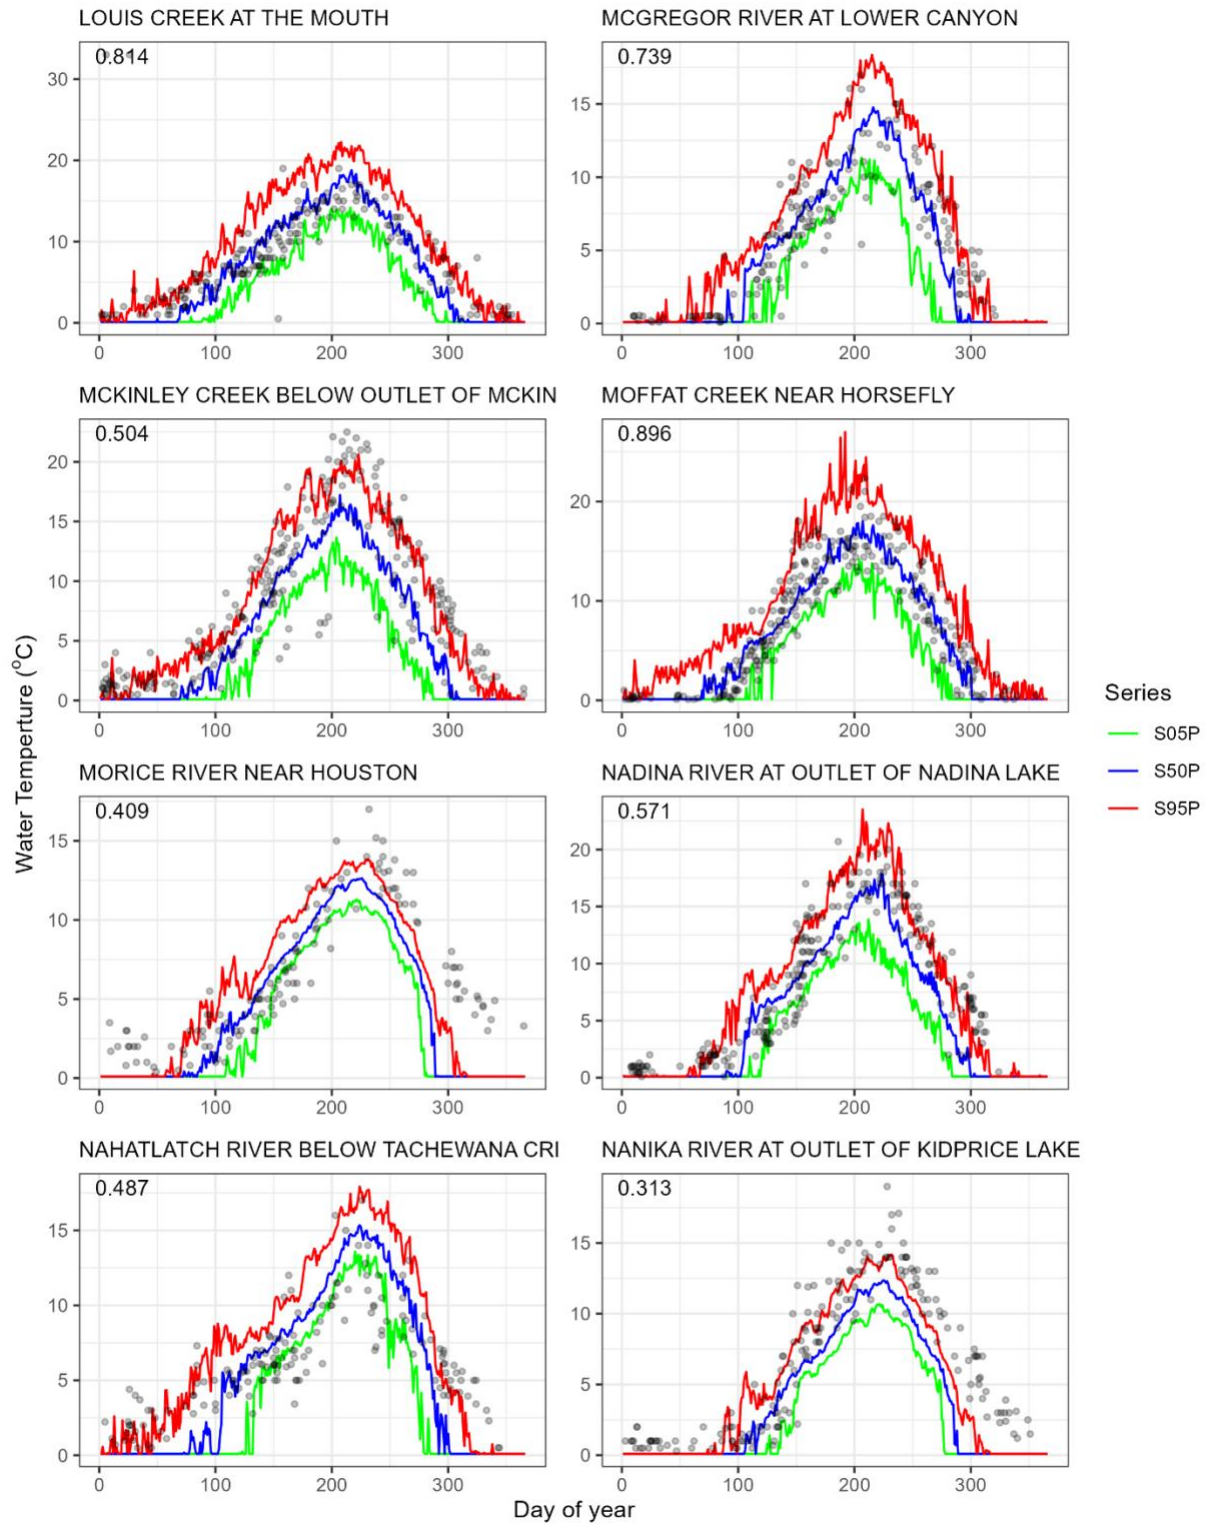 LOUIS CREEK AT THE MOUTH
MCGREGOR RIVER AT LOWER CANYON
0.814
0.739
30
20
10
0
15
10
5
0
0 100 200 300
0 100 200 300
MCKINLEY CREEK BELOW OUTLET OF MCKIN
MOFFAT CREEK NEAR HORSEFLY
0.504
0.896
20
15
10
5
0
20
10
0
0 100 200 300
0 100 200 300
MORICE RIVER NEAR HOUSTON
NADINA RIVER AT OUTLET OF NADINA LAKE
0.409
0.571
15
10
5
0
20
15
10
5
0
0 100 200 300
0 100 200 300
NAHATLATCH RIVER BELOW TACHEWANA CRI
NANIKA RIVER AT OUTLET OF KIDPRICE LAKE
0.487
0.313
15
10
5
0
15
10
5
0
0 100 200 300
0 100 200 300
Water Temperture (°C)
Day of year
Series
S05P
S50P
S95P